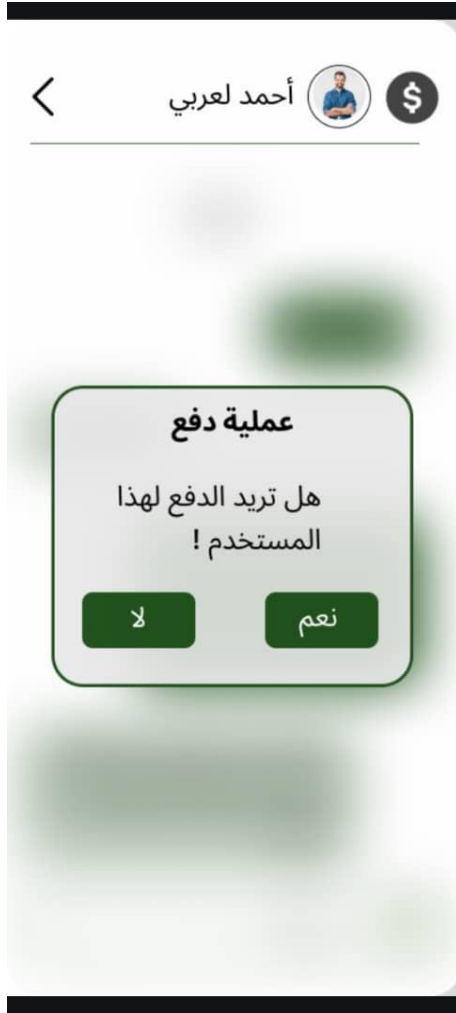 أحمد لعربي $
عملية دفع
هل تريد الدفع لهذا
المستخدم !
نعم لا